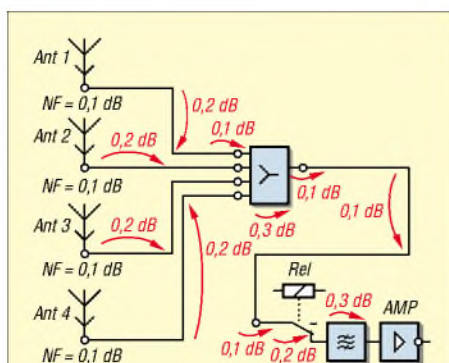 Ant 1
NF = 0,1 dB
0,2 dB
0,1 dB
Ant 2
0,2 dB
NF = 0,1 dB
0,1 dB
0,1 dB
Ant 3
0,2 dB
0,3 dB
0,2 dB
NF = 0,1 dB
Rel
Ant 4
0,3 dB
AMP
NF = 0,1 dB
0,1 dB
0,2 dB